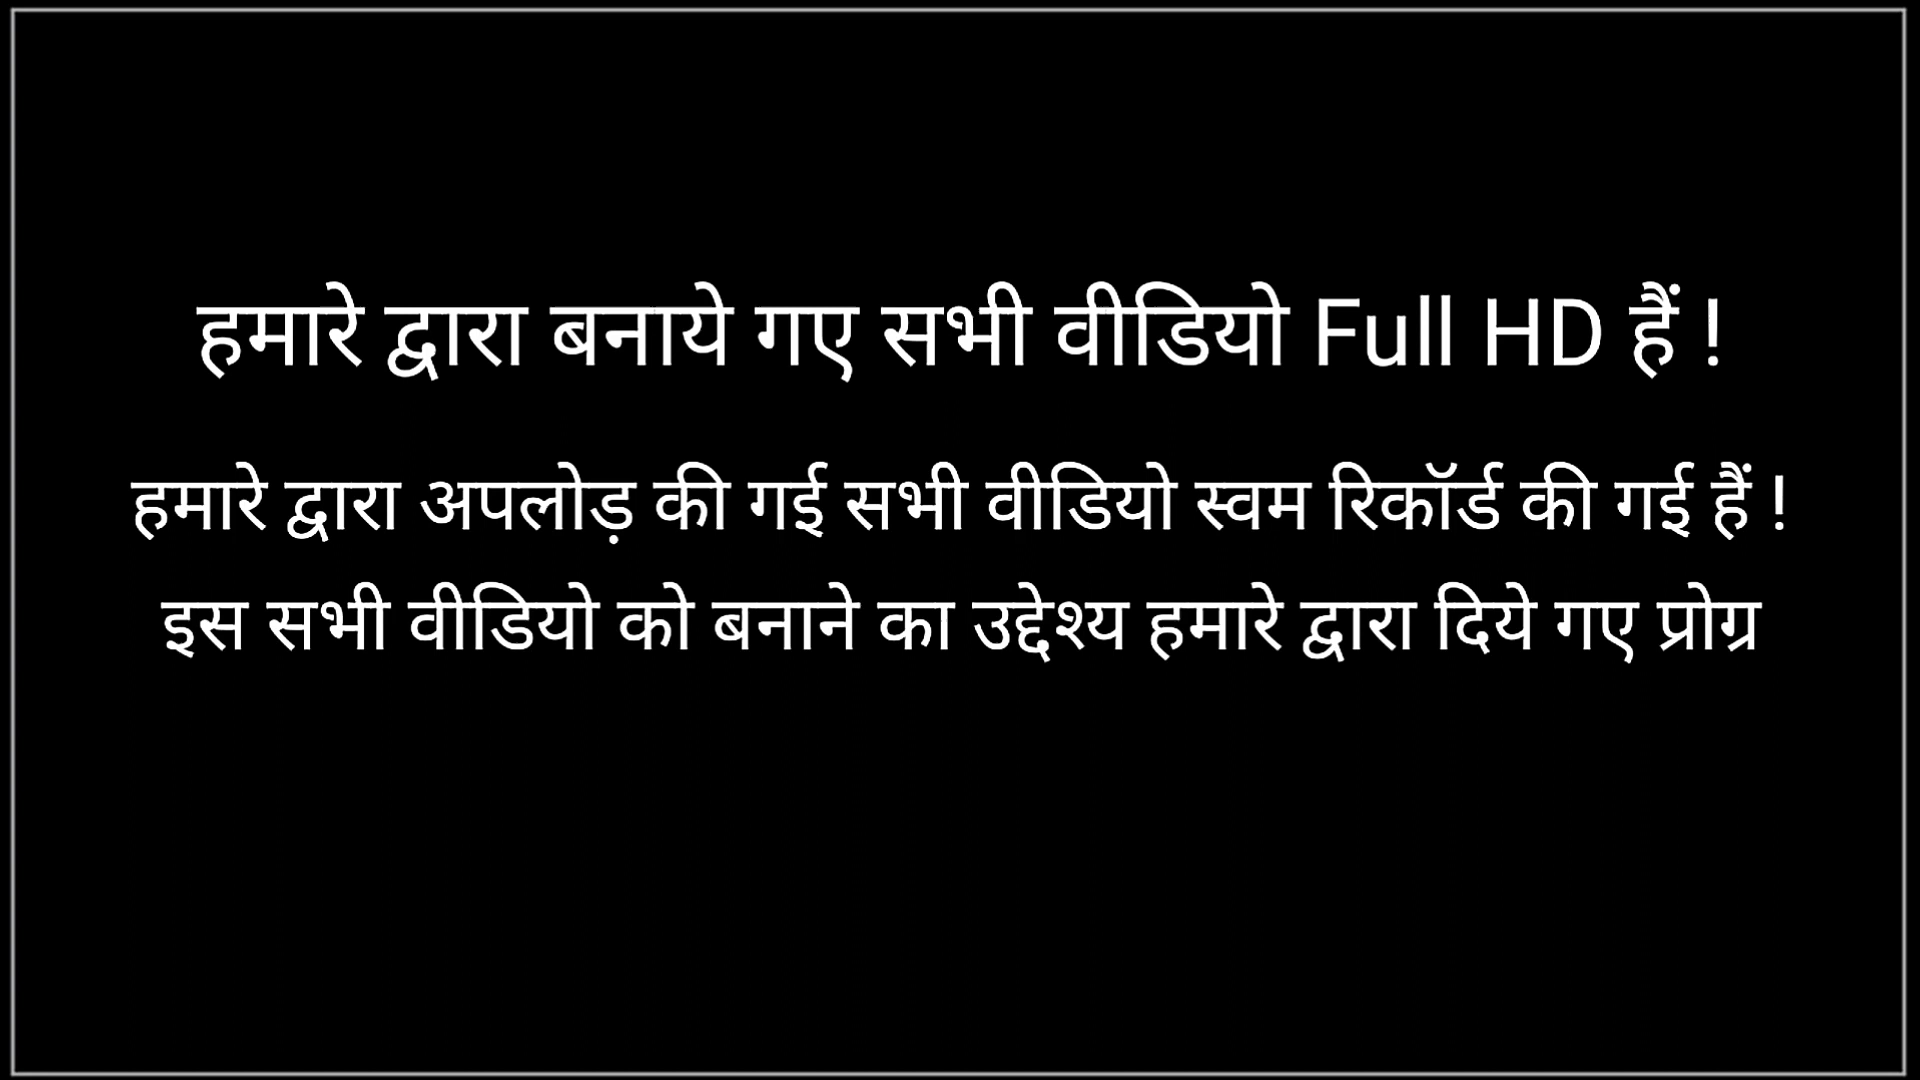 हमारे द्वारा बनाये गए सभी वीडियो Full HD हैं !
हमारे द्वारा अपलोड़ की गई सभी वीडियो स्वम रिकॉर्ड की गई हैं !
इस सभी वीडियो को बनाने का उद्देश्य हमारे द्वारा दिये गए प्रोग्र